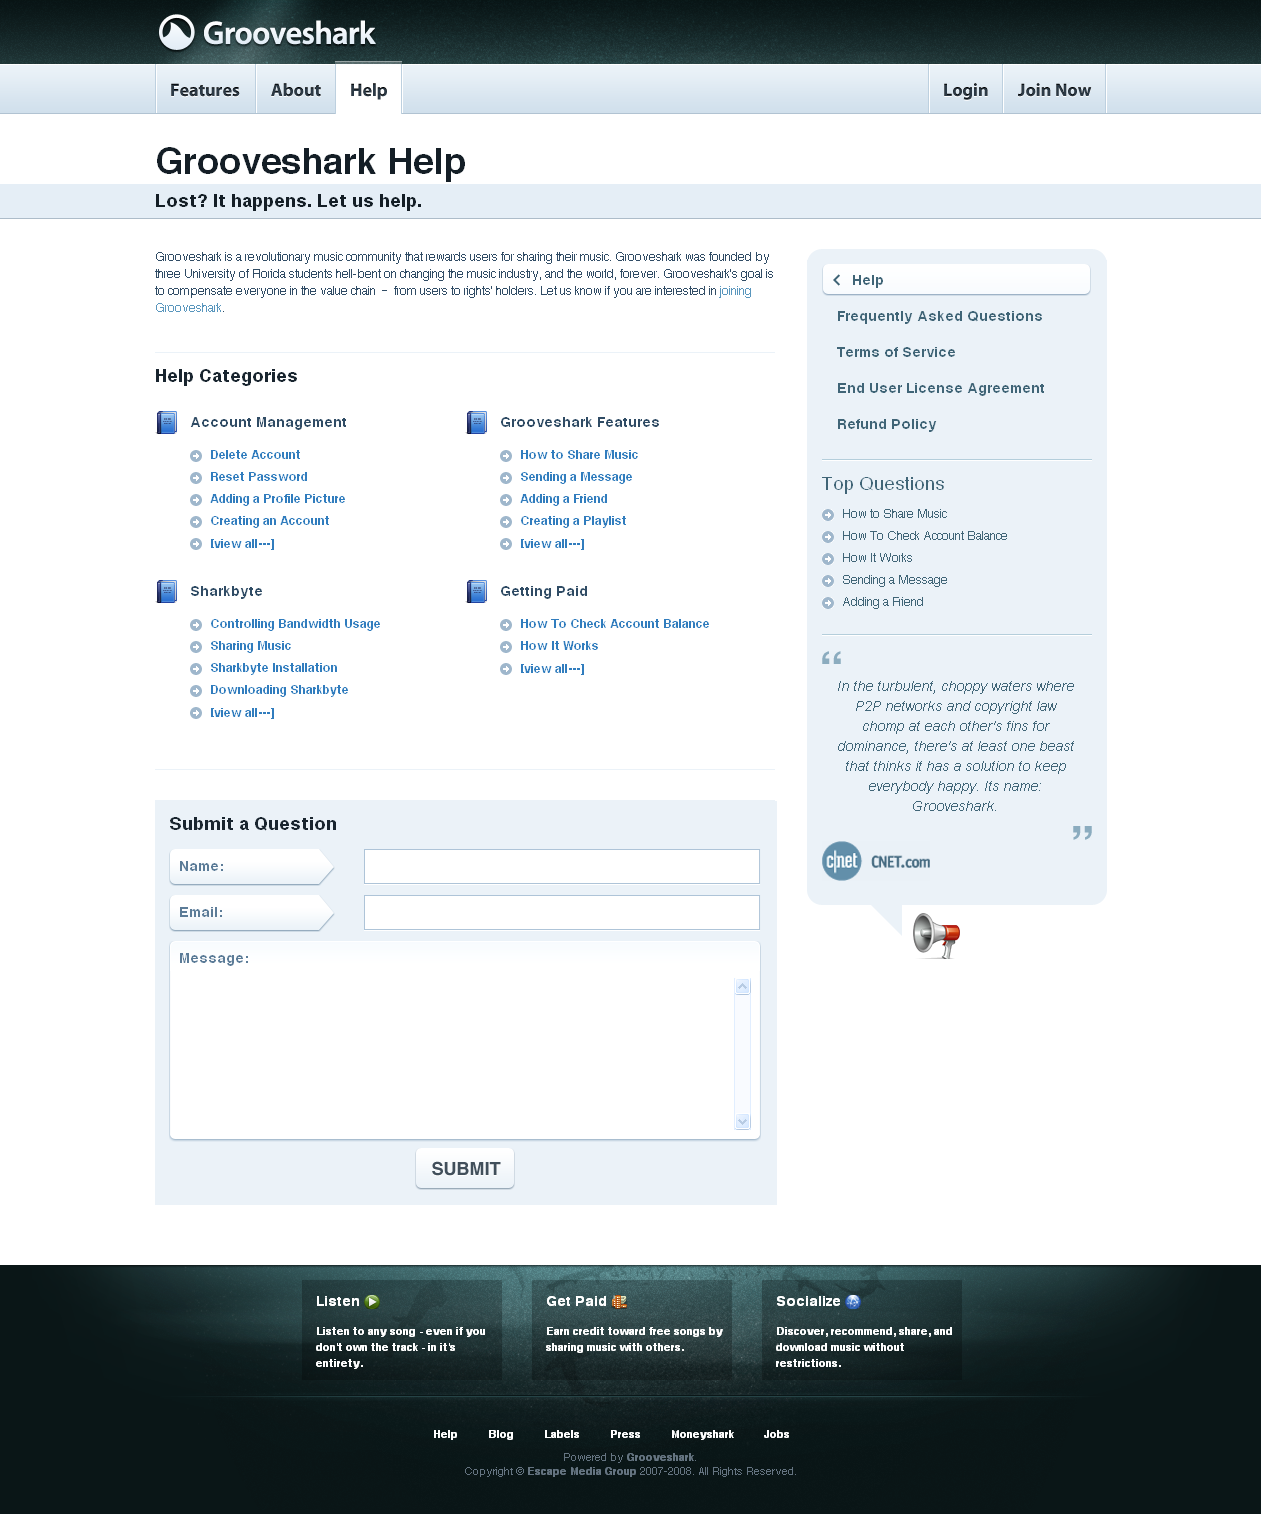 Grooveshark
Features
About
Help
Login
Join Now
Grooveshark Help
Lost? It happens. Let us help.
Grooveshark is a revolutionary music community that rewards users for sharing their music. Grooveshark was founded by
three University of Florida students hell-bent on changing the music industry, and the world, forever. Grooveshark's goal is
to compensate everyone in the value chain - from users to rights' holders. Let us know if you are interested in joining
Grooveshark.
Help Categories
Account Management
Delete Account
Reset Password
Adding a Profile Picture
Creating an Account
[view all---]
Grooveshark Features
How to Share Music
Sending a Message
Adding a Friend
Creating a Playlist
[view all---]
Sharkbyte
Controlling Bandwidth Usage
Sharing Music
Sharkbyte Installation
Downloading Sharkbyte
[view all---]
Getting Paid
How To Check Account Balance
How It Works
[view all---]
Submit a Question
Name:
Email:
Message:
SUBMIT
Help
Frequently Asked Questions
Terms of Service
End User License Agreement
Refund Policy
Top Questions
How to Share Music
How To Check Account Balance
How It Works
Sending a Message
Adding a Friend
“
In the turbulent, choppy waters where
P2P networks and copyright law
chomp at each other's fins for
dominance, there's at least one beast
that thinks it has a solution to keep
everybody happy. Its name:
Grooveshark.
”
c|net CNET.com
Listen
Listen to any song - even if you
don't own the track - in it's
entirety.
Get Paid
Earn credit toward free songs by
sharing music with others.
Socialize
Discover, recommend, share, and
download music without
restrictions.
Help
Blog
Labels
Press
Moneyshark
Jobs
Powered by Grooveshark.
Copyright © Escape Media Group 2007-2008. All Rights Reserved.